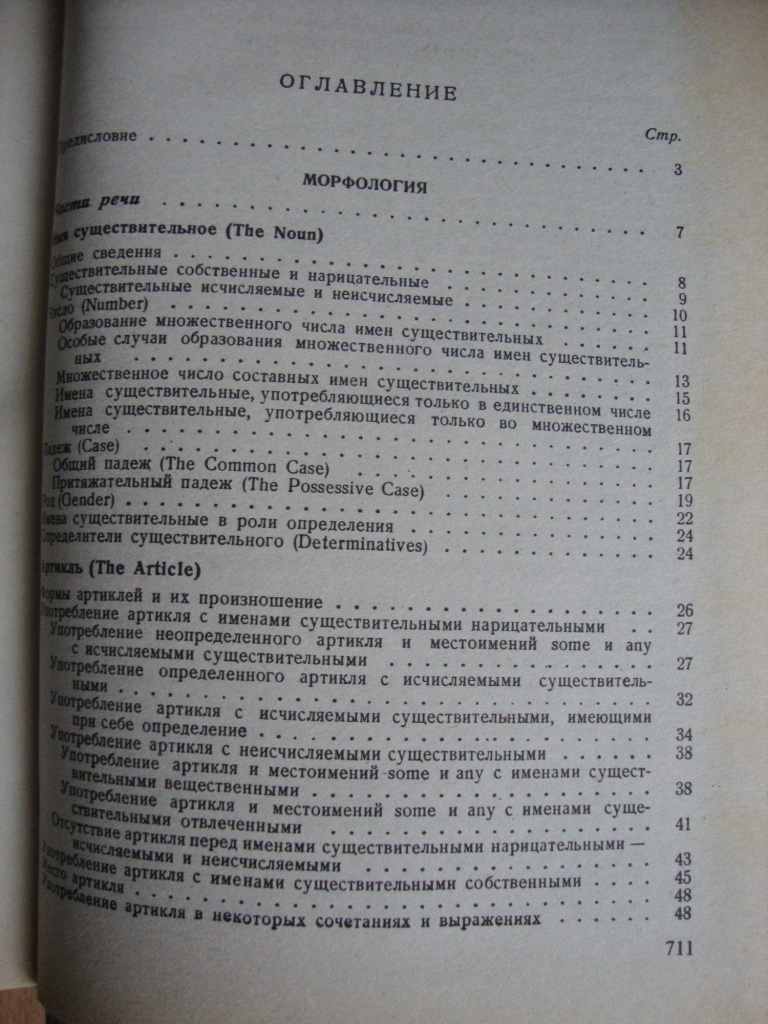 ОГЛАВЛЕНИЕ
Стр.
Предисловие . . . . . . . . . . . . . . . . . . . . 3
МОРФОЛОГИЯ
Части речи . . . . . . . . . . . . . . . . . . . . 7
Имя существительное (The Noun)
Общие сведения . . . . . . . . . . . . . . . . . . . . 8
Существительные собственные и нарицательные . . . . . . . . 9
Существительные исчисляемые и неисчисляемые . . . . . . . . 10
Число (Number) . . . . . . . . . . . . . . . . . . . . 11
Образование множественного числа имен существительных . . . . . 11
Особые случаи образования множественного числа имен существитель-
ных . . . . . . . . . . . . . . . . . . . . 13
Множественное число составных имен существительных . . . . . . 15
Имена существительные, употребляющиеся только в единственном числе 16
Имена существительные, употребляющиеся только во множественном
числе . . . . . . . . . . . . . . . . . . . . 17
Падеж (Case) . . . . . . . . . . . . . . . . . . . . 17
Общий падеж (The Common Case) . . . . . . . . . . . . 17
Притяжательный падеж (The Possessive Case) . . . . . . . . 19
Род (Gender) . . . . . . . . . . . . . . . . . . . . 22
Имена существительные в роли определения . . . . . . . . . 24
Определители существительного (Determinatives) . . . . . . . . 24
Артикль (The Article)
Формы артиклей и их произношение . . . . . . . . . . . . 26
Употребление артикля с именами существительными нарицательными . . 27
Употребление неопределенного артикля и местоимений some и any
с исчисляемыми существительными . . . . . . . . . . . 27
Употребление определенного артикля с исчисляемыми существитель-
ными . . . . . . . . . . . . . . . . . . . . 32
Употребление артикля с исчисляемыми существительными, имеющими
при себе определение . . . . . . . . . . . . . . . . 34
Употребление артикля с неисчисляемыми существительными . . . . . 38
Употребление артикля и местоимений some и any с именами сущест-
вительными вещественными . . . . . . . . . . . . . . 38
Употребление артикля и местоимений some и any с именами суще-
ствительными отвлеченными . . . . . . . . . . . . . . 41
Отсутствие артикля перед именами существительными нарицательными —
исчисляемыми и неисчисляемыми . . . . . . . . . . . . 43
Употребление артикля с именами существительными собственными . . . . 45
Место артикля . . . . . . . . . . . . . . . . . . . . 48
Употребление артикля в некоторых сочетаниях и выражениях . . . . . . 48
711